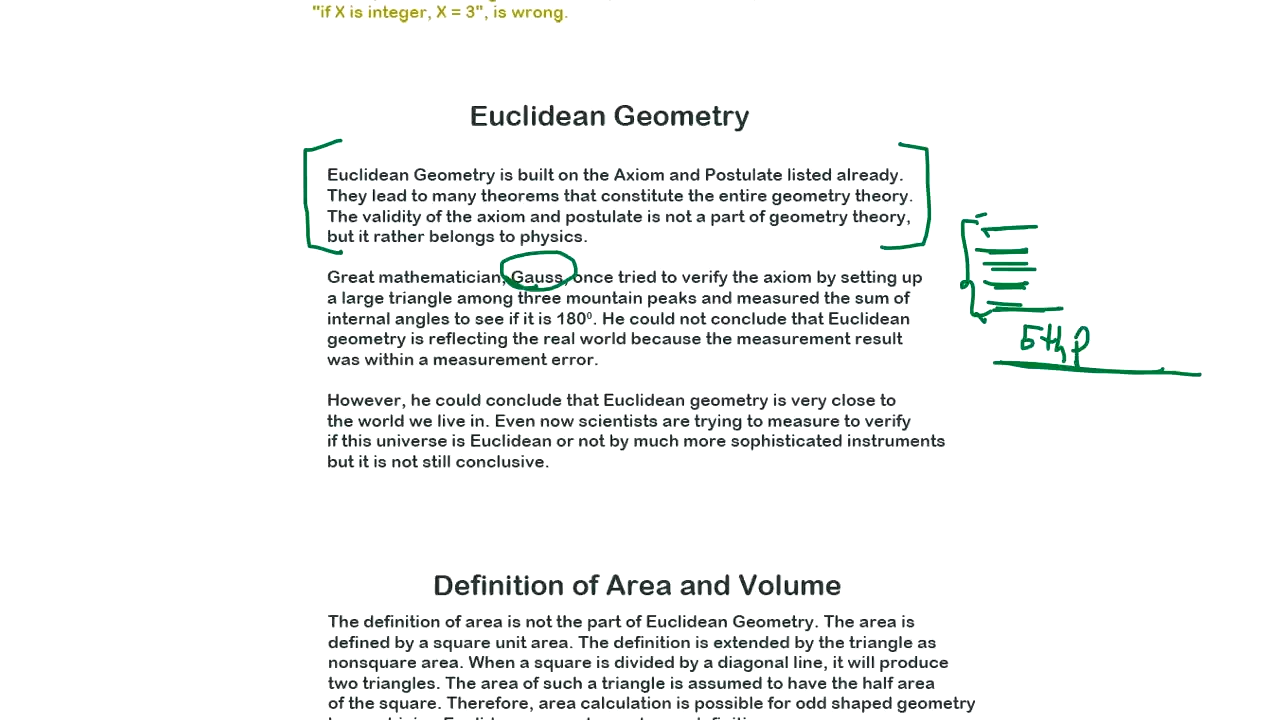 "if X is integer, X = 3", is wrong.
Euclidean Geometry
Euclidean Geometry is built on the Axiom and Postulate listed already.
They lead to many theorems that constitute the entire geometry theory.
The validity of the axiom and postulate is not a part of geometry theory,
but it rather belongs to physics.
Great mathematician, Gauss, once tried to verify the axiom by setting up
a large triangle among three mountain peaks and measured the sum of
internal angles to see if it is 180⁰. He could not conclude that Euclidean
geometry is reflecting the real world because the measurement result
was within a measurement error.
5th P
However, he could conclude that Euclidean geometry is very close to
the world we live in. Even now scientists are trying to measure to verify
if this universe is Euclidean or not by much more sophisticated instruments
but it is not still conclusive.
Definition of Area and Volume
The definition of area is not the part of Euclidean Geometry. The area is
defined by a square unit area. The definition is extended by the triangle as
nonsquare area. When a square is divided by a diagonal line, it will produce
two triangles. The area of such a triangle is assumed to have the half area
of the square. Therefore, area calculation is possible for odd shaped geometry